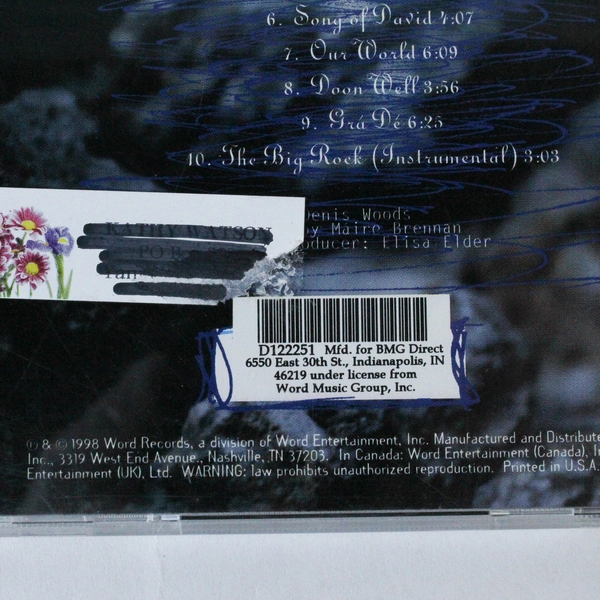 6. Song of David 4:07
7. Our World 6:09
8. Doon Well 3:56
9. Grá Dé 6:25
10. The Big Rock (Instrumental) 3:03
Denis Woods
by Máire Brennan
oducer: Elisa Elder
KATHY WATSON
PO
D122251 Mfd. for BMG Direct
6550 East 30th St., Indianapolis, IN
46219 under license from
Word Music Group, Inc.
Ⓟ & © 1998 Word Records, a division of Word Entertainment, Inc. Manufactured and Distribute
Inc., 3319 West End Avenue., Nashville, TN 37203. In Canada: Word Entertainment (Canada), In
Entertainment (UK), Ltd. WARNING: law prohibits unauthorized reproduction. Printed in U.S.A.